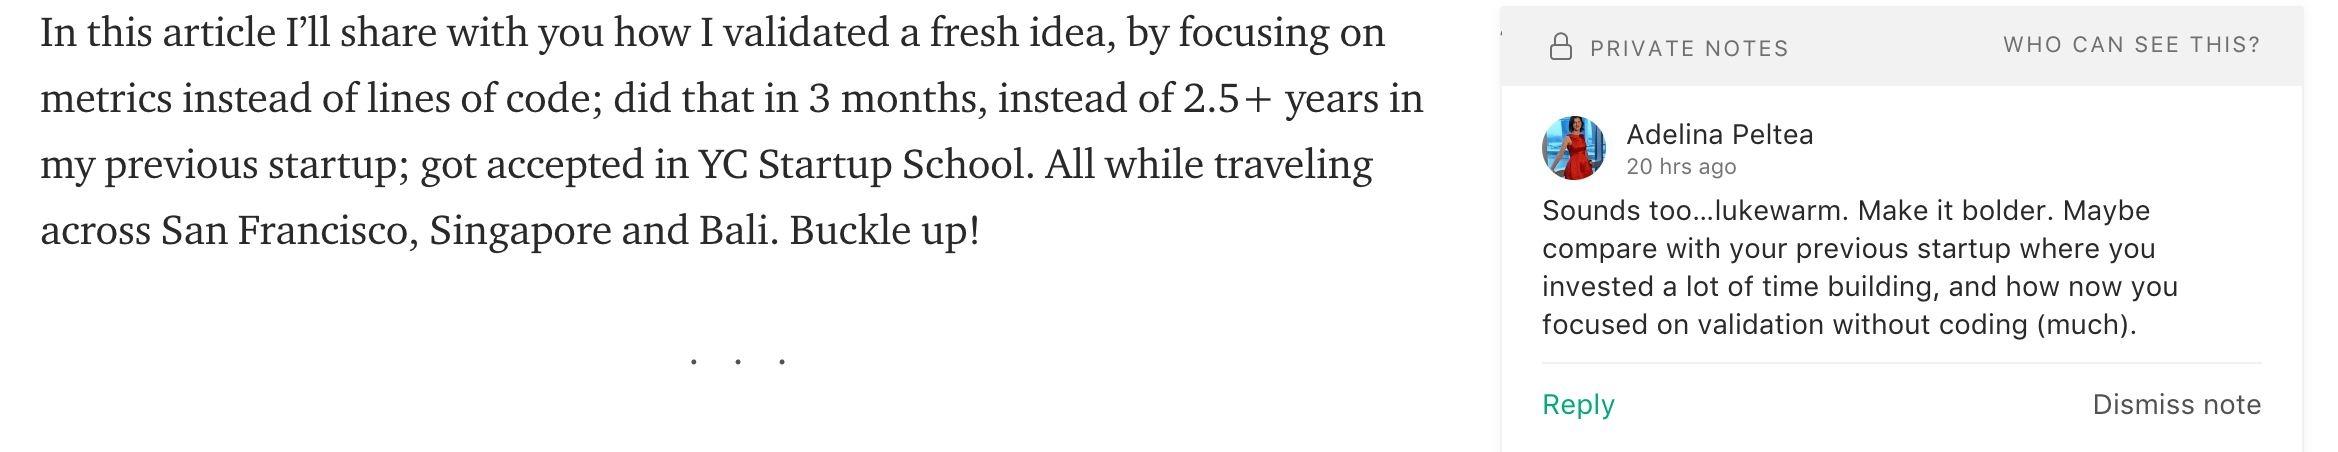 In this article I’ll share with you how I validated a fresh idea, by focusing on
metrics instead of lines of code; did that in 3 months, instead of 2.5+ years in
my previous startup; got accepted in YC Startup School. All while traveling
across San Francisco, Singapore and Bali. Buckle up!
. . .
PRIVATE NOTES
WHO CAN SEE THIS?
Adelina Peltea
20 hrs ago
Sounds too...lukewarm. Make it bolder. Maybe
compare with your previous startup where you
invested a lot of time building, and how now you
focused on validation without coding (much).
Reply
Dismiss note